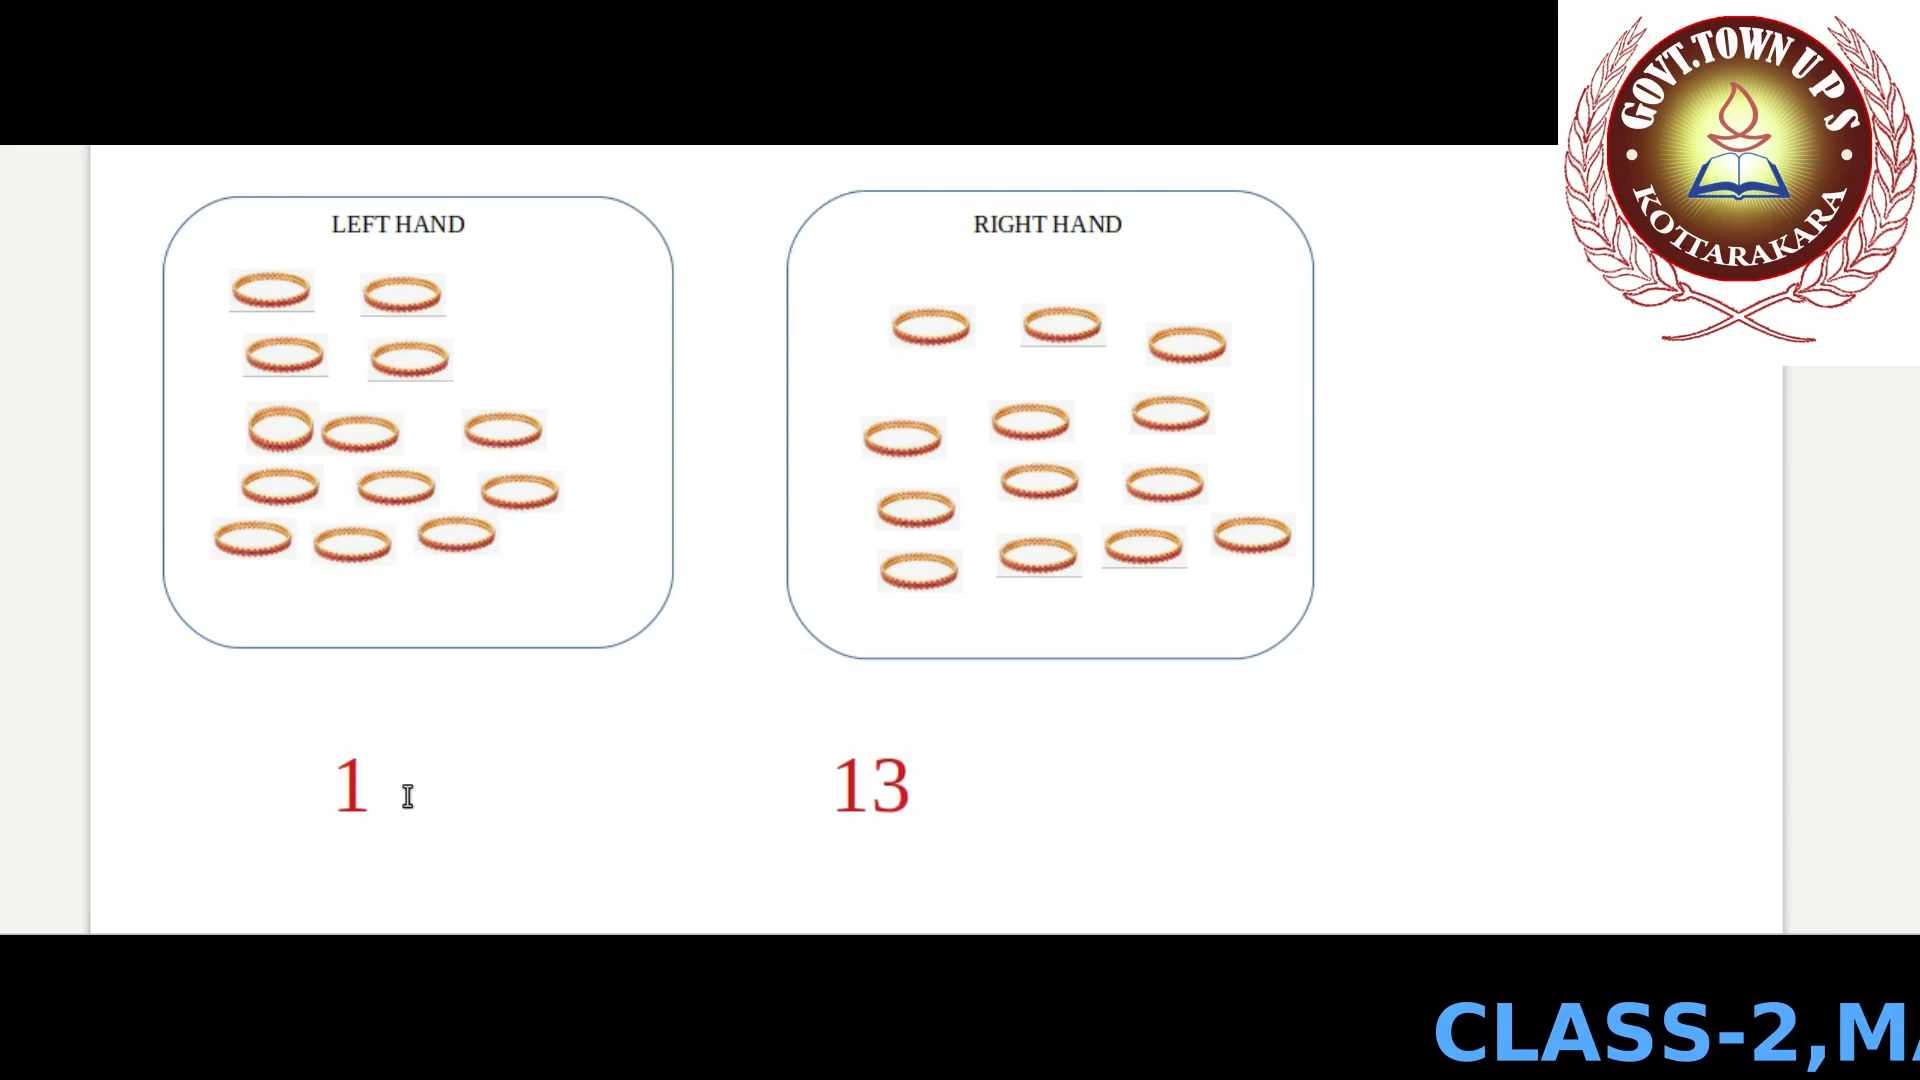 GOVT.TOWN U P S
KOTTARAKARA
LEFT HAND
RIGHT HAND
1
13
CLASS-2,M